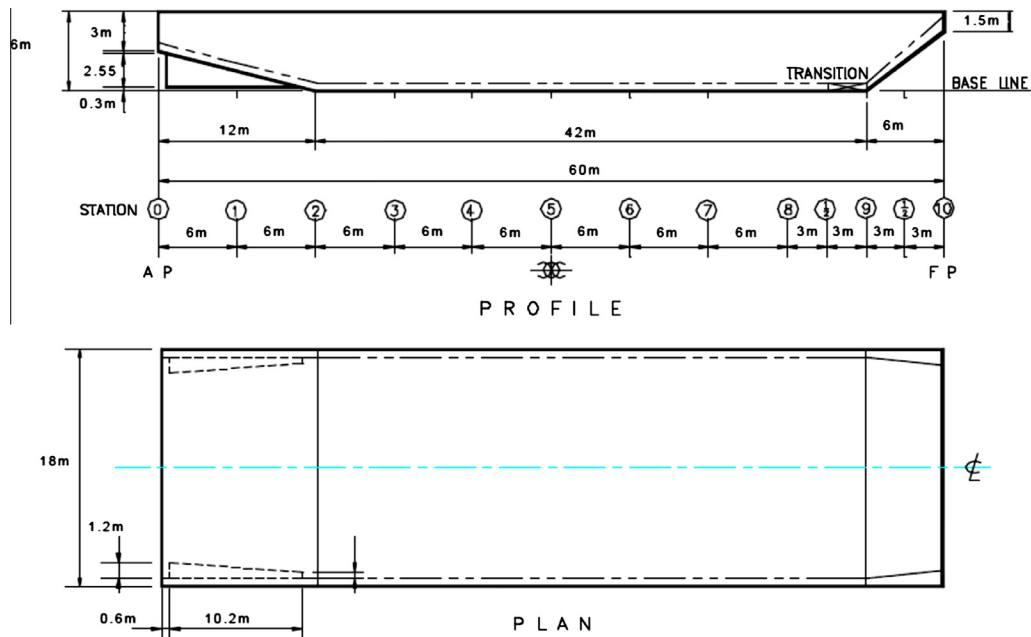 6m
3m
2.55
0.3m
1.5m
TRANSITION
BASE LINE
12m
42m
6m
60m
STATION 0 1 2 3 4 5 6 7 8 1/2 9 1/2 10
6m 6m 6m 6m 6m 6m 6m 6m 3m 3m 3m 3m
A P
F P
PROFILE
18m
1.2m
℄
0.6m
10.2m
PLAN